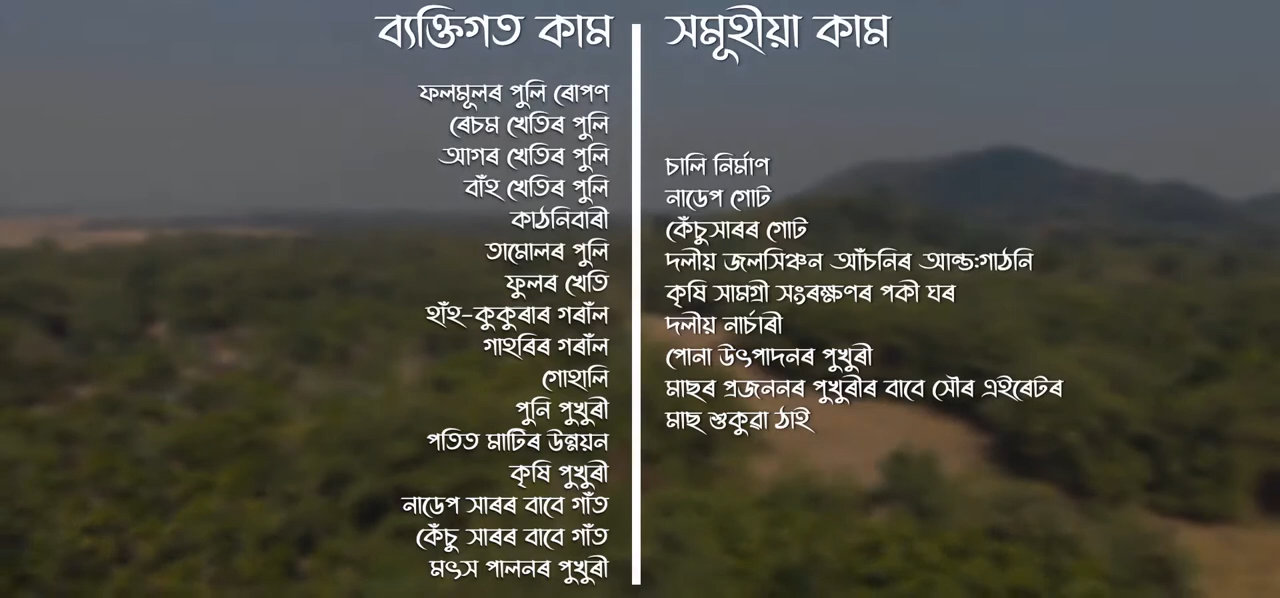 ব্যক্তিগত কাম
ফলমূলৰ পুলি ৰোপণ
ৰেচম খেতিৰ পুলি
আগৰ খেতিৰ পুলি
বাঁহ খেতিৰ পুলি
কাঠনিবাৰী
তামোলৰ পুলি
ফুলৰ খেতি
হাঁহ-কুকুৰাৰ গৰাঁল
গাহৰিৰ গৰাঁল
গোহালি
পুনি পুখুৰী
পতিত মাটিৰ উন্নয়ন
কৃষি পুখুৰী
নাডেপ সাৰৰ বাবে গাঁত
কেঁচু সাৰৰ বাবে গাঁত
মৎস পালনৰ পুখুৰী
সমূহীয়া কাম
চালি নিৰ্মাণ
নাডেপ গোট
কেঁচুসাৰৰ গোট
দলীয় জলসিঞ্চন আঁচনিৰ আন্তঃগাঠনি
কৃষি সামগ্ৰী সংৰক্ষণৰ পকী ঘৰ
দলীয় নাৰ্চাৰী
পোনা উৎপাদনৰ পুখুৰী
মাছৰ প্ৰজননৰ পুখুৰীৰ বাবে সৌৰ এইৰেটৰ
মাছ শুকুৱা ঠাই